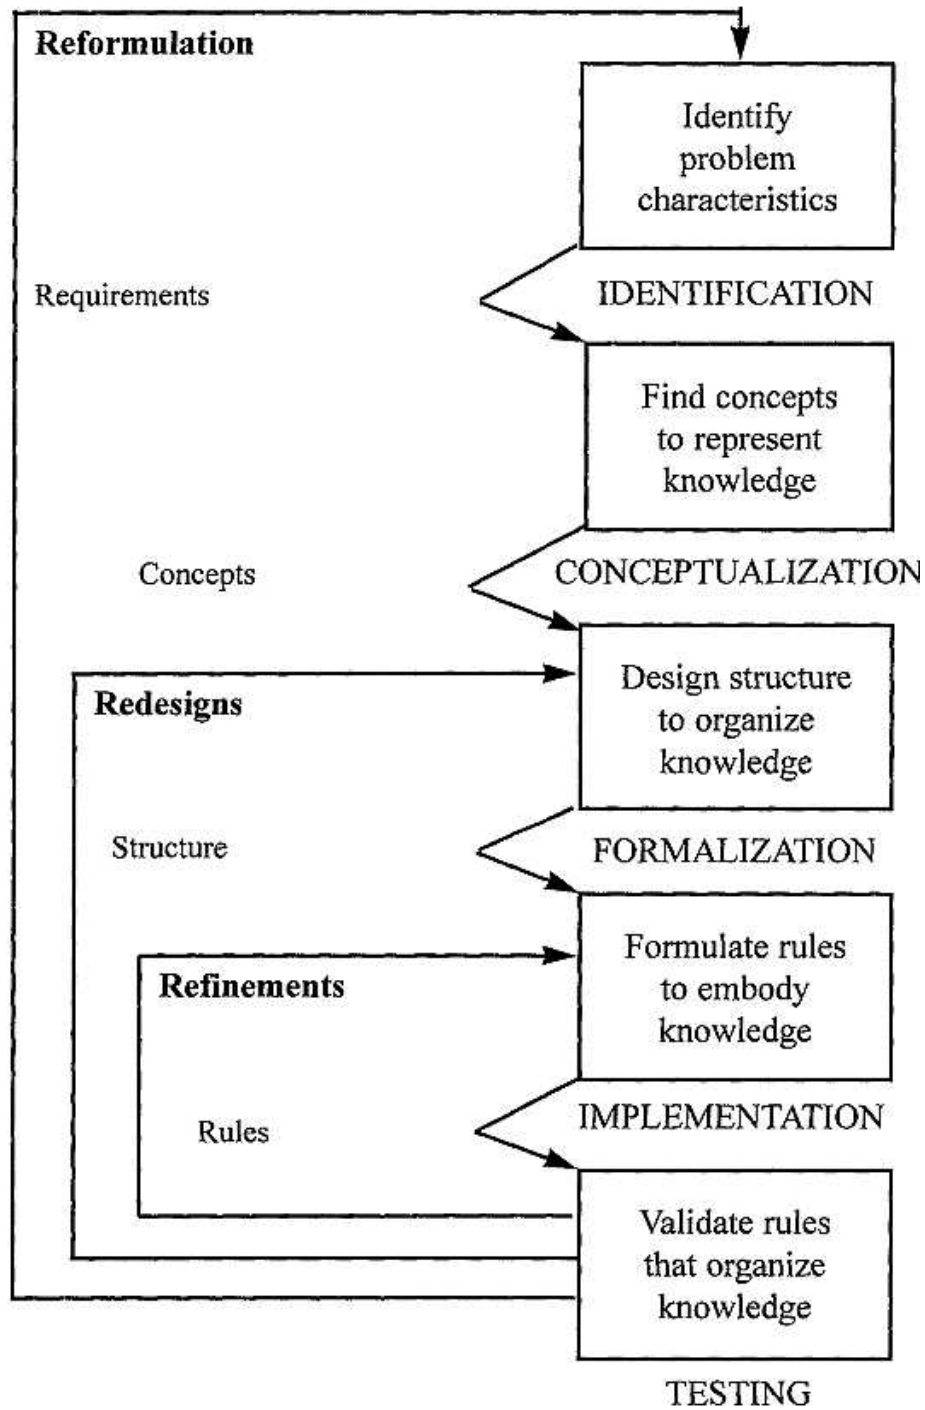 Reformulation
Identify
problem
characteristics
Requirements
IDENTIFICATION
Find concepts
to represent
knowledge
Concepts
CONCEPTUALIZATION
Redesigns
Design structure
to organize
knowledge
Structure
FORMALIZATION
Refinements
Formulate rules
to embody
knowledge
Rules
IMPLEMENTATION
Validate rules
that organize
knowledge
TESTING